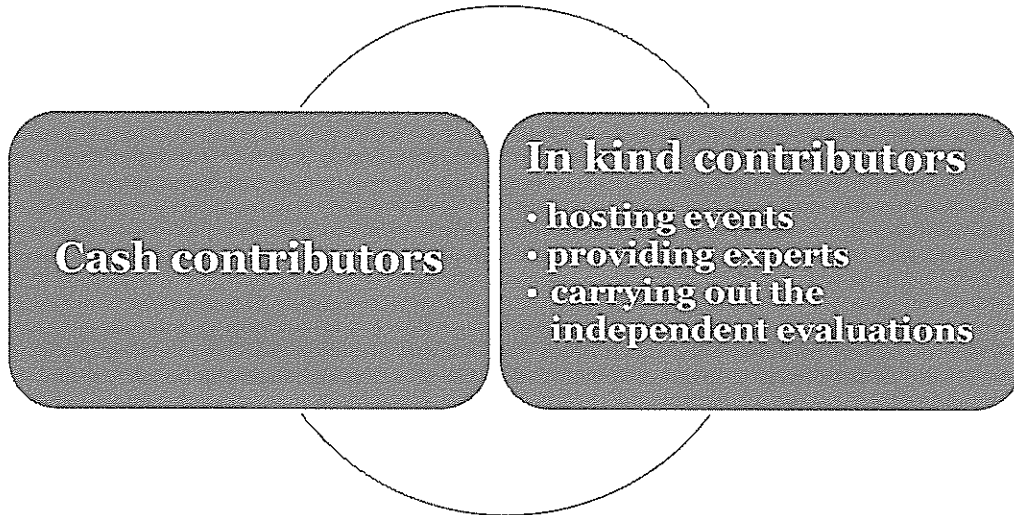 Cash contributors
In kind contributors
• hosting events
• providing experts
• carrying out the
independent evaluations